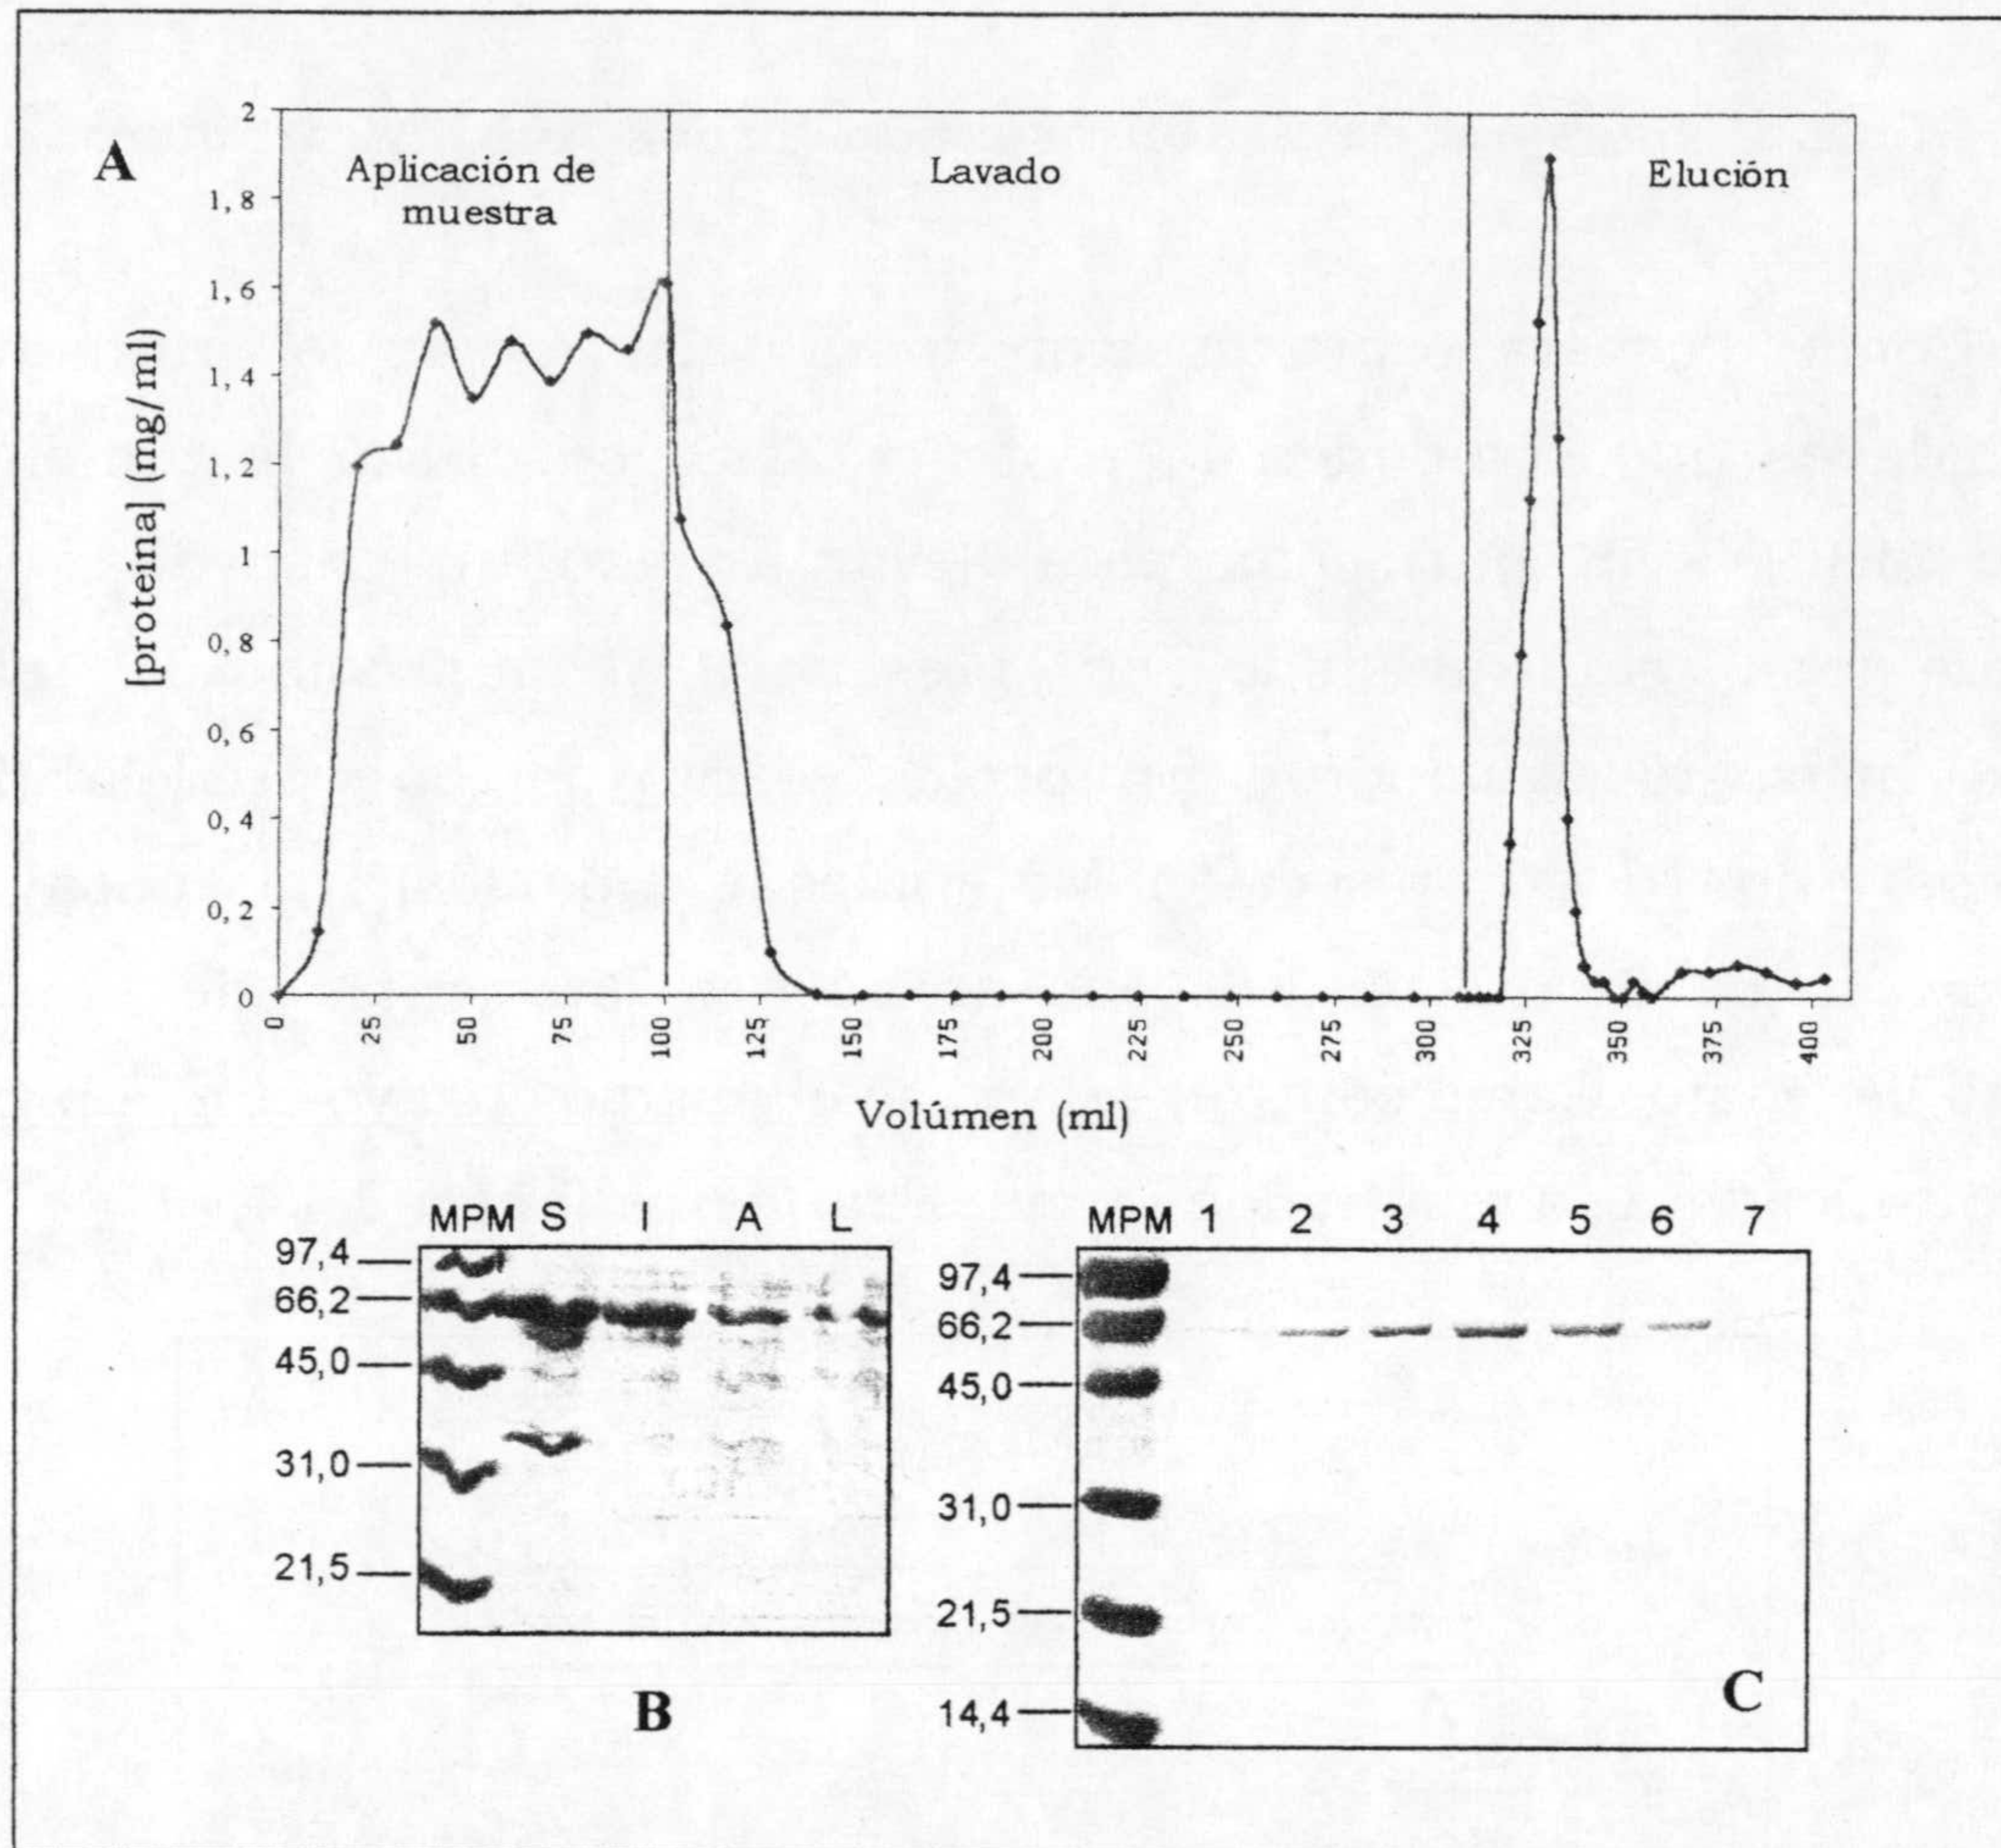 A
Aplicación de
muestra
Lavado
Elución
[proteína] (mg/ml)
2
1,8
1,6
1,4
1,2
1
0,8
0,6
0,4
0,2
0
0 25 50 75 100 125 150 175 200 225 250 275 300 325 350 375 400
Volúmen (ml)
MPM S I A L
97,4
66,2
45,0
31,0
21,5
B
MPM 1 2 3 4 5 6 7
97,4
66,2
45,0
31,0
21,5
14,4
C